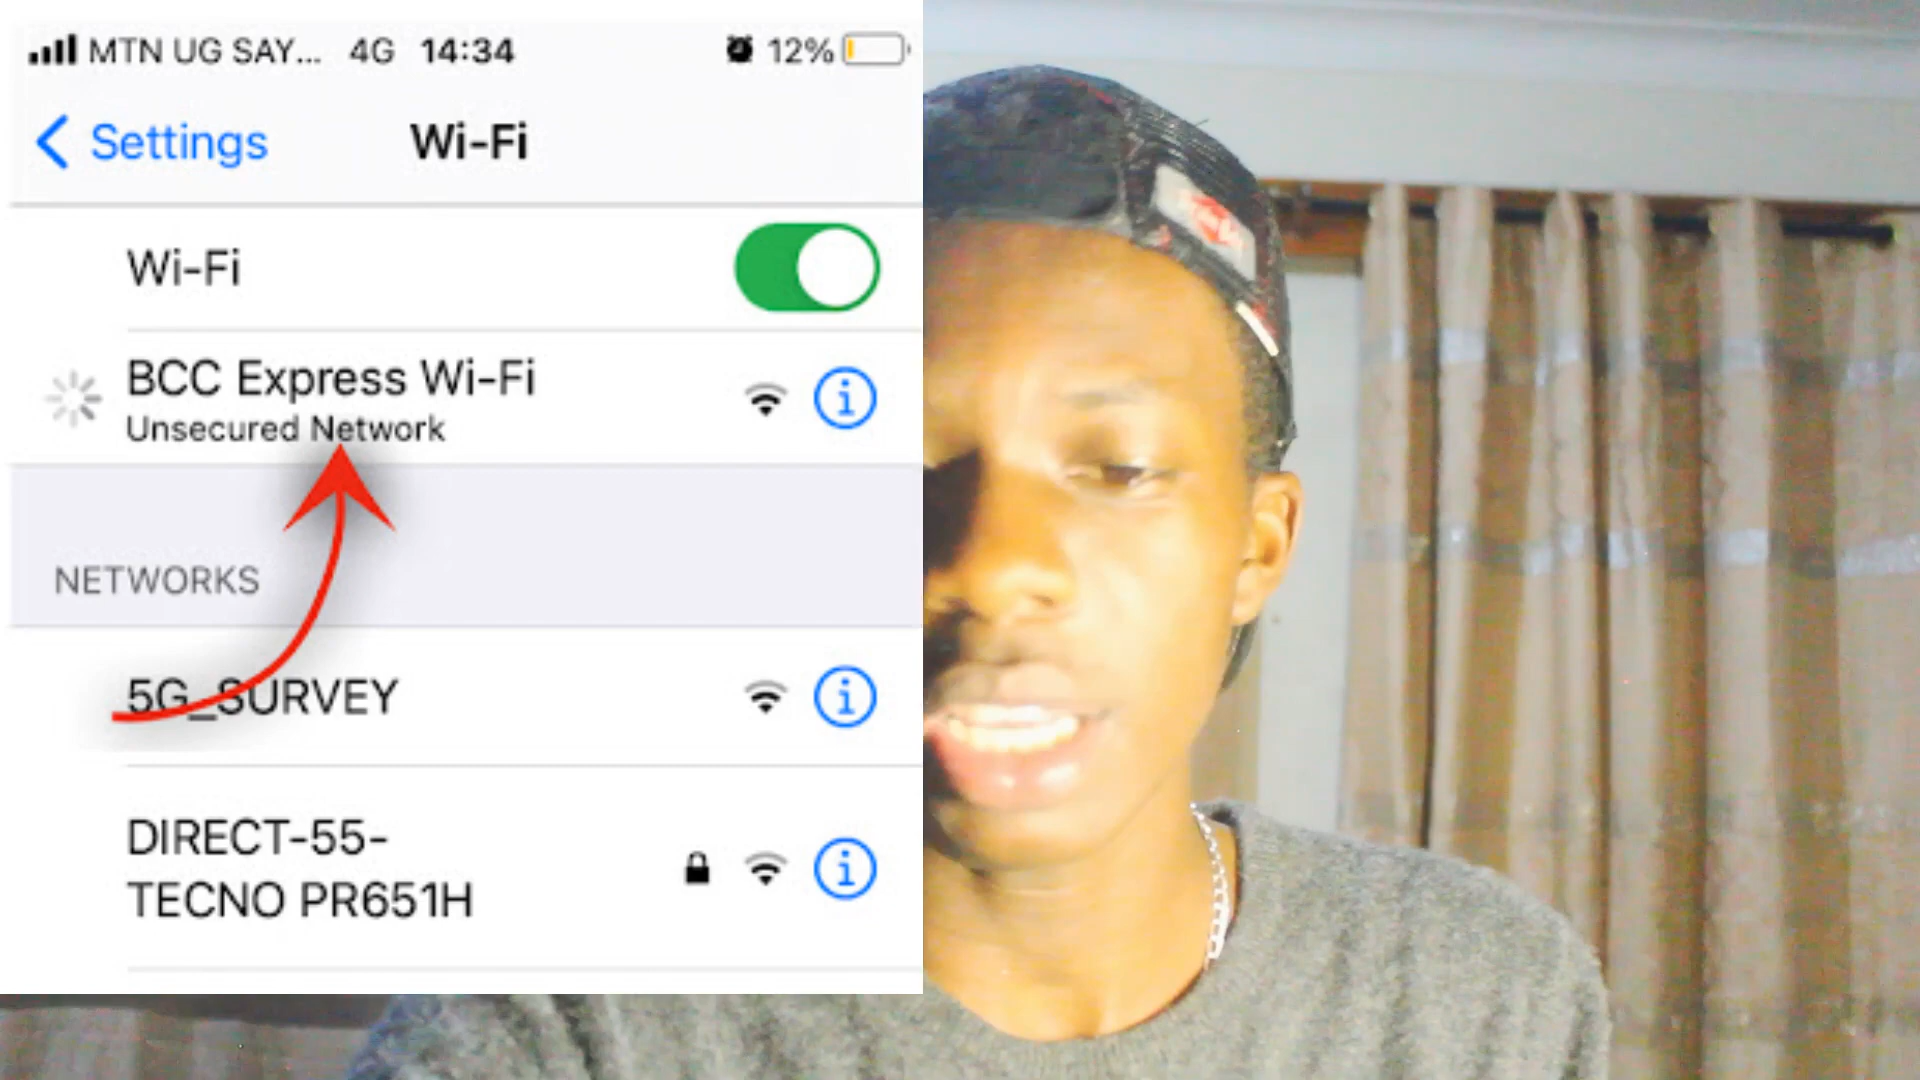 MTN UG SAY... 4G 14:34 12%
Settings Wi-Fi
Wi-Fi
BCC Express Wi-Fi
Unsecured Network
NETWORKS
5G_SURVEY
DIRECT-55-
TECNO PR651H